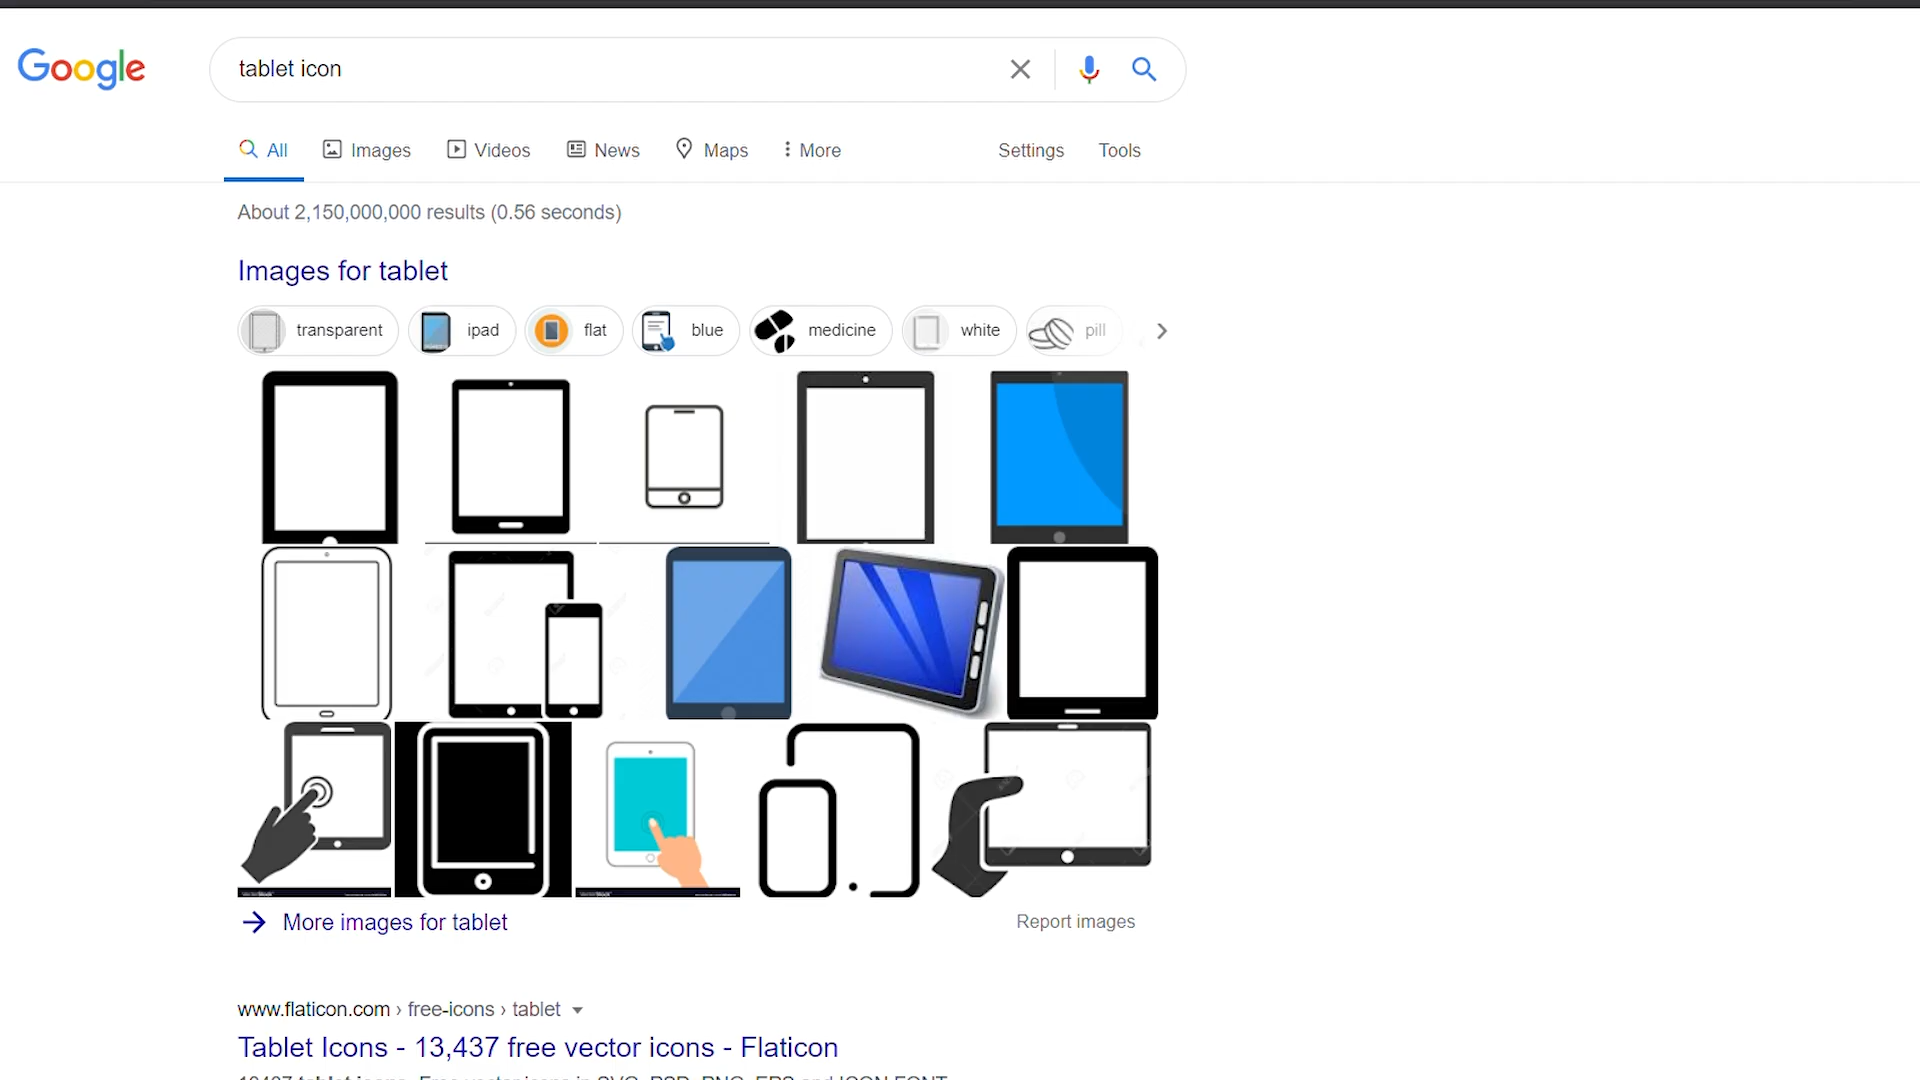 Google
tablet icon
All Images Videos News Maps More Settings Tools
About 2,150,000,000 results (0.56 seconds)
Images for tablet
transparent ipad flat blue medicine white pill
More images for tablet
Report images
www.flaticon.com › free-icons › tablet
Tablet Icons - 13,437 free vector icons - Flaticon